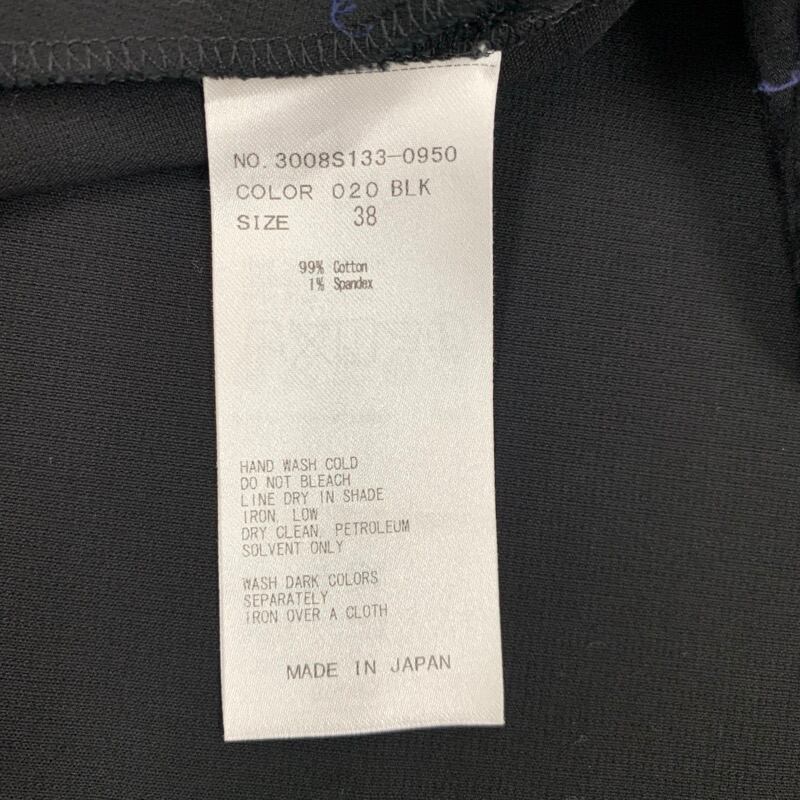 NO. 3008S133-0950
COLOR 020 BLK
SIZE 38
99% Cotton
1% Spandex
HAND WASH COLD
DO NOT BLEACH
LINE DRY IN SHADE
IRON, LOW
DRY CLEAN, PETROLEUM
SOLVENT ONLY
WASH DARK COLORS
SEPARATELY
IRON OVER A CLOTH
MADE IN JAPAN